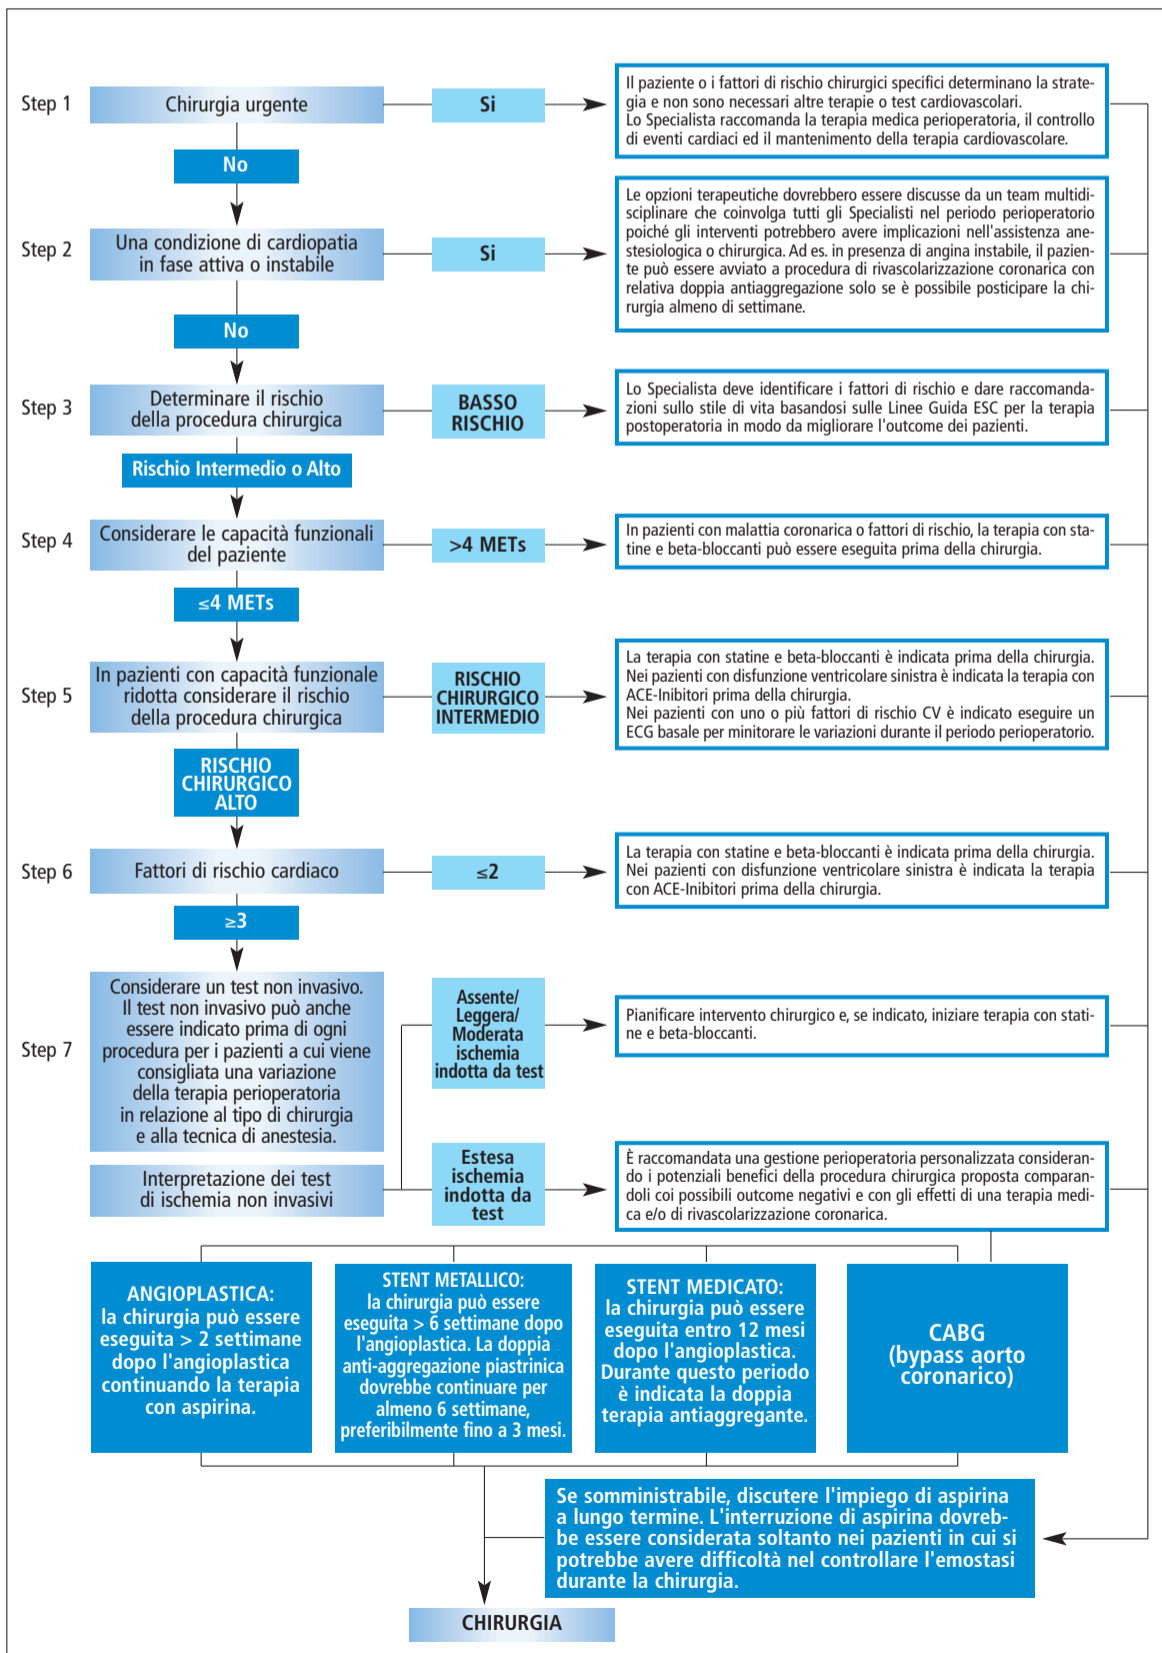 Step 1
Chirurgia urgente
Si
Il paziente o i fattori di rischio chirurgici specifici determinano la strate-
gia e non sono necessari altre terapie o test cardiovascolari.
Lo Specialista raccomanda la terapia medica perioperatoria, il controllo
di eventi cardiaci ed il mantenimento della terapia cardiovascolare.
No
Step 2
Una condizione di cardiopatia
in fase attiva o instabile
Si
Le opzioni terapeutiche dovrebbero essere discusse da un team multidi-
sciplinare che coinvolga tutti gli Specialisti nel periodo perioperatorio
poiché gli interventi potrebbero avere implicazioni nell'assistenza ane-
stesiologica o chirurgica. Ad es. in presenza di angina instabile, il pazien-
te può essere avviato a procedura di rivascolarizzazione coronarica con
relativa doppia antiaggregazione solo se è possibile posticipare la chi-
rurgia almeno di settimane.
No
Step 3
Determinare il rischio
della procedura chirurgica
BASSO
RISCHIO
Lo Specialista deve identificare i fattori di rischio e dare raccomanda-
zioni sullo stile di vita basandosi sulle Linee Guida ESC per la terapia
postoperatoria in modo da migliorare l'outcome dei pazienti.
Rischio Intermedio o Alto
Step 4
Considerare le capacità funzionali
del paziente
>4 METs
In pazienti con malattia coronarica o fattori di rischio, la terapia con sta-
tine e beta-bloccanti può essere eseguita prima della chirurgia.
≤4 METs
Step 5
In pazienti con capacità funzionale
ridotta considerare il rischio
della procedura chirurgica
RISCHIO
CHIRURGICO
INTERMEDIO
La terapia con statine e beta-bloccanti è indicata prima della chirurgia.
Nei pazienti con disfunzione ventricolare sinistra è indicata la terapia con
ACE-Inibitori prima della chirurgia.
Nei pazienti con uno o più fattori di rischio CV è indicato eseguire un
ECG basale per minitorare le variazioni durante il periodo perioperatorio.
RISCHIO
CHIRURGICO
ALTO
Step 6
Fattori di rischio cardiaco
≤2
La terapia con statine e beta-bloccanti è indicata prima della chirurgia.
Nei pazienti con disfunzione ventricolare sinistra è indicata la terapia
con ACE-Inibitori prima della chirurgia.
≥3
Step 7
Considerare un test non invasivo.
Il test non invasivo può anche
essere indicato prima di ogni
procedura per i pazienti a cui viene
consigliata una variazione
della terapia perioperatoria
in relazione al tipo di chirurgia
e alla tecnica di anestesia.
Assente/
Leggera/
Moderata
ischemia
indotta da test
Pianificare intervento chirurgico e, se indicato, iniziare terapia con stati-
ne e beta-bloccanti.
Interpretazione dei test
di ischemia non invasivi
Estesa
ischemia
indotta da
test
È raccomandata una gestione perioperatoria personalizzata consideran-
do i potenziali benefici della procedura chirurgica proposta comparan-
doli coi possibili outcome negativi e con gli effetti di una terapia medi-
ca e/o di rivascolarizzazione coronarica.
ANGIOPLASTICA:
la chirurgia può essere
eseguita > 2 settimane
dopo l'angioplastica
continuando la terapia
con aspirina.
STENT METALLICO:
la chirurgia può essere
eseguita > 6 settimane dopo
l'angioplastica. La doppia
anti-aggregazione piastrinica
dovrebbe continuare per
almeno 6 settimane,
preferibilmente fino a 3 mesi.
STENT MEDICATO:
la chirurgia può essere
eseguita entro 12 mesi
dopo l'angioplastica.
Durante questo periodo
è indicata la doppia
terapia antiaggregante.
CABG
(bypass aorto
coronarico)
Se somministrabile, discutere l'impiego di aspirina
a lungo termine. L'interruzione di aspirina dovreb-
be essere considerata soltanto nei pazienti in cui si
potrebbe avere difficoltà nel controllare l'emostasi
durante la chirurgia.
CHIRURGIA